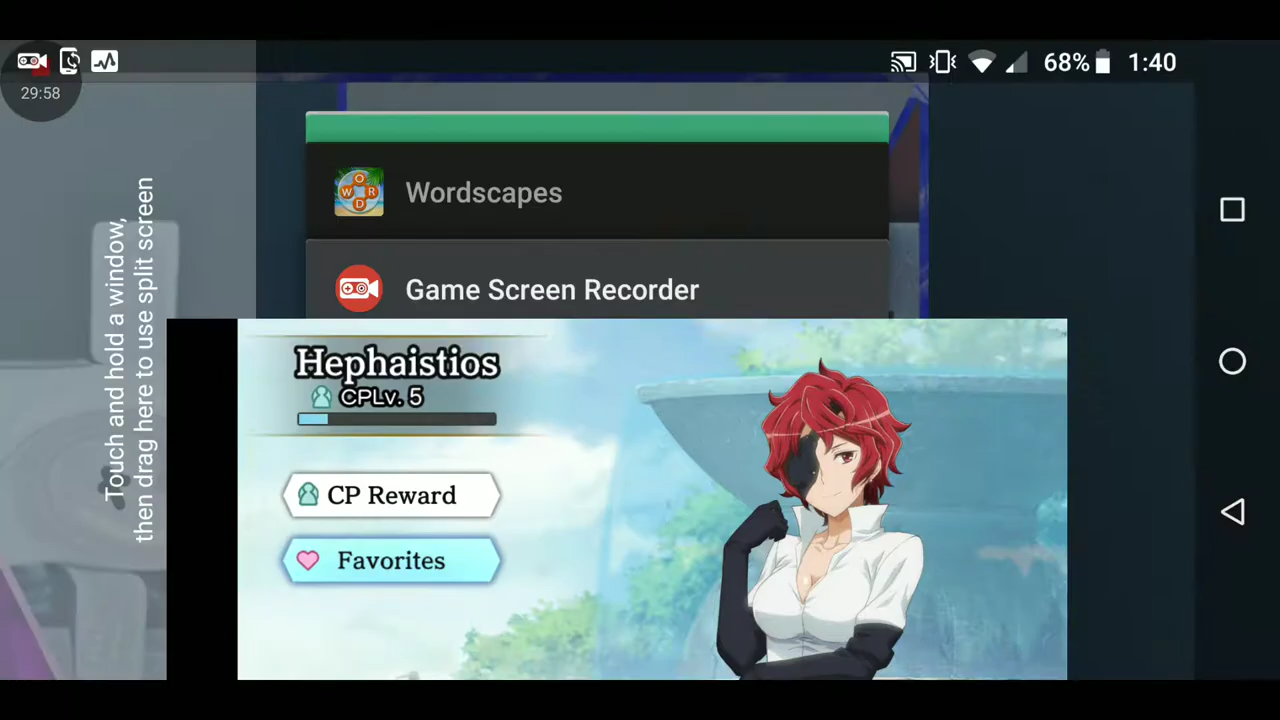 68% 1:40
29:58
Touch and hold a window,
then drag here to use split screen
Wordscapes
Game Screen Recorder
Hephaistios
CPLv. 5
CP Reward
Favorites
W O R D